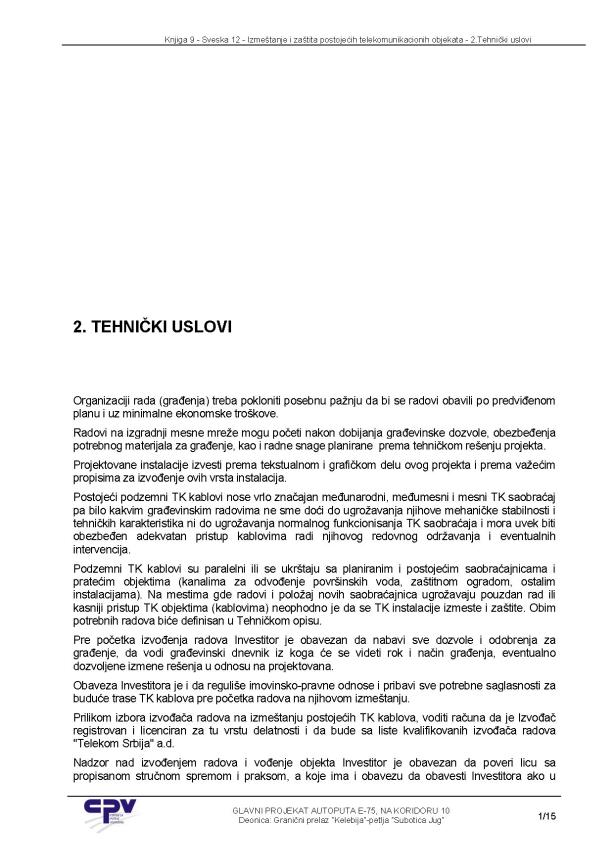 Knjiga 9 - Sveska 12 - Izmeštanje i zaštita postojećih telekomunikacionih objekata - 2.Tehnički uslovi
2. TEHNIČKI USLOVI
Organizaciji rada (građenja) treba pokloniti posebnu pažnju da bi se radovi obavili po predviđenom
planu i uz minimalne ekonomske troškove.
Radovi na izgradnji mesne mreže mogu početi nakon dobijanja građevinske dozvole, obezbeđenja
potrebnog materijala za građenje, kao i radne snage planirane  prema tehničkom rešenju projekta.
Projektovane instalacije izvesti prema tekstualnom i grafičkom delu ovog projekta i prema važećim
propisima za izvođenje ovih vrsta instalacija.
Postojeći podzemni TK kablovi nose vrlo značajan međunarodni, međumesni i mesni TK saobraćaj
pa bilo kakvim građevinskim radovima ne sme doći do ugrožavanja njihove mehaničke stabilnosti i
tehničkih karakteristika ni do ugrožavanja normalnog funkcionisanja TK saobraćaja i mora uvek biti
obezbeđen adekvatan pristup kablovima radi njihovog redovnog održavanja i eventualnih
intervencija.
Podzemni TK kablovi su paralelni ili se ukrštaju sa planiranim i postojećim saobraćajnicama i
pratećim objektima (kanalima za odvođenje površinskih voda, zaštitnom ogradom, ostalim
instalacijama). Na mestima gde radovi i položaj novih saobraćajnica ugrožavaju pouzdan rad ili
kasniji pristup TK objektima (kablovima) neophodno je da se TK instalacije izmeste i zaštite. Obim
potrebnih radova biće definisan u Tehničkom opisu.
Pre početka izvođenja radova Investitor je obavezan da nabavi sve dozvole i odobrenja za
građenje, da vodi građevinski dnevnik iz koga će se videti rok i način građenja, eventualno
dozvoljene izmene rešenja u odnosu na projektovana.
Obaveza Investitora je i da reguliše imovinsko-pravne odnose i pribavi sve potrebne saglasnosti za
buduće trase TK kablova pre početka radova na njihovom izmeštanju.
Prilikom izbora izvođača radova na izmeštanju postojećih TK kablova, voditi računa da je Izvođač
registrovan i licenciran za tu vrstu delatnosti i da bude sa liste kvalifikovanih izvođača radova
"Telekom Srbija" a.d.
Nadzor nad izvođenjem radova i vođenje objekta Investitor je obavezan da poveri licu sa
propisanom stručnom spremom i praksom, a koje ima i obavezu da obavesti Investitora ako u
CPV
GLAVNI PROJEKAT AUTOPUTA E-75, NA KORIDORU 10
Deonica: Granični prelaz "Kelebija"-petlja "Subotica Jug"
1/15